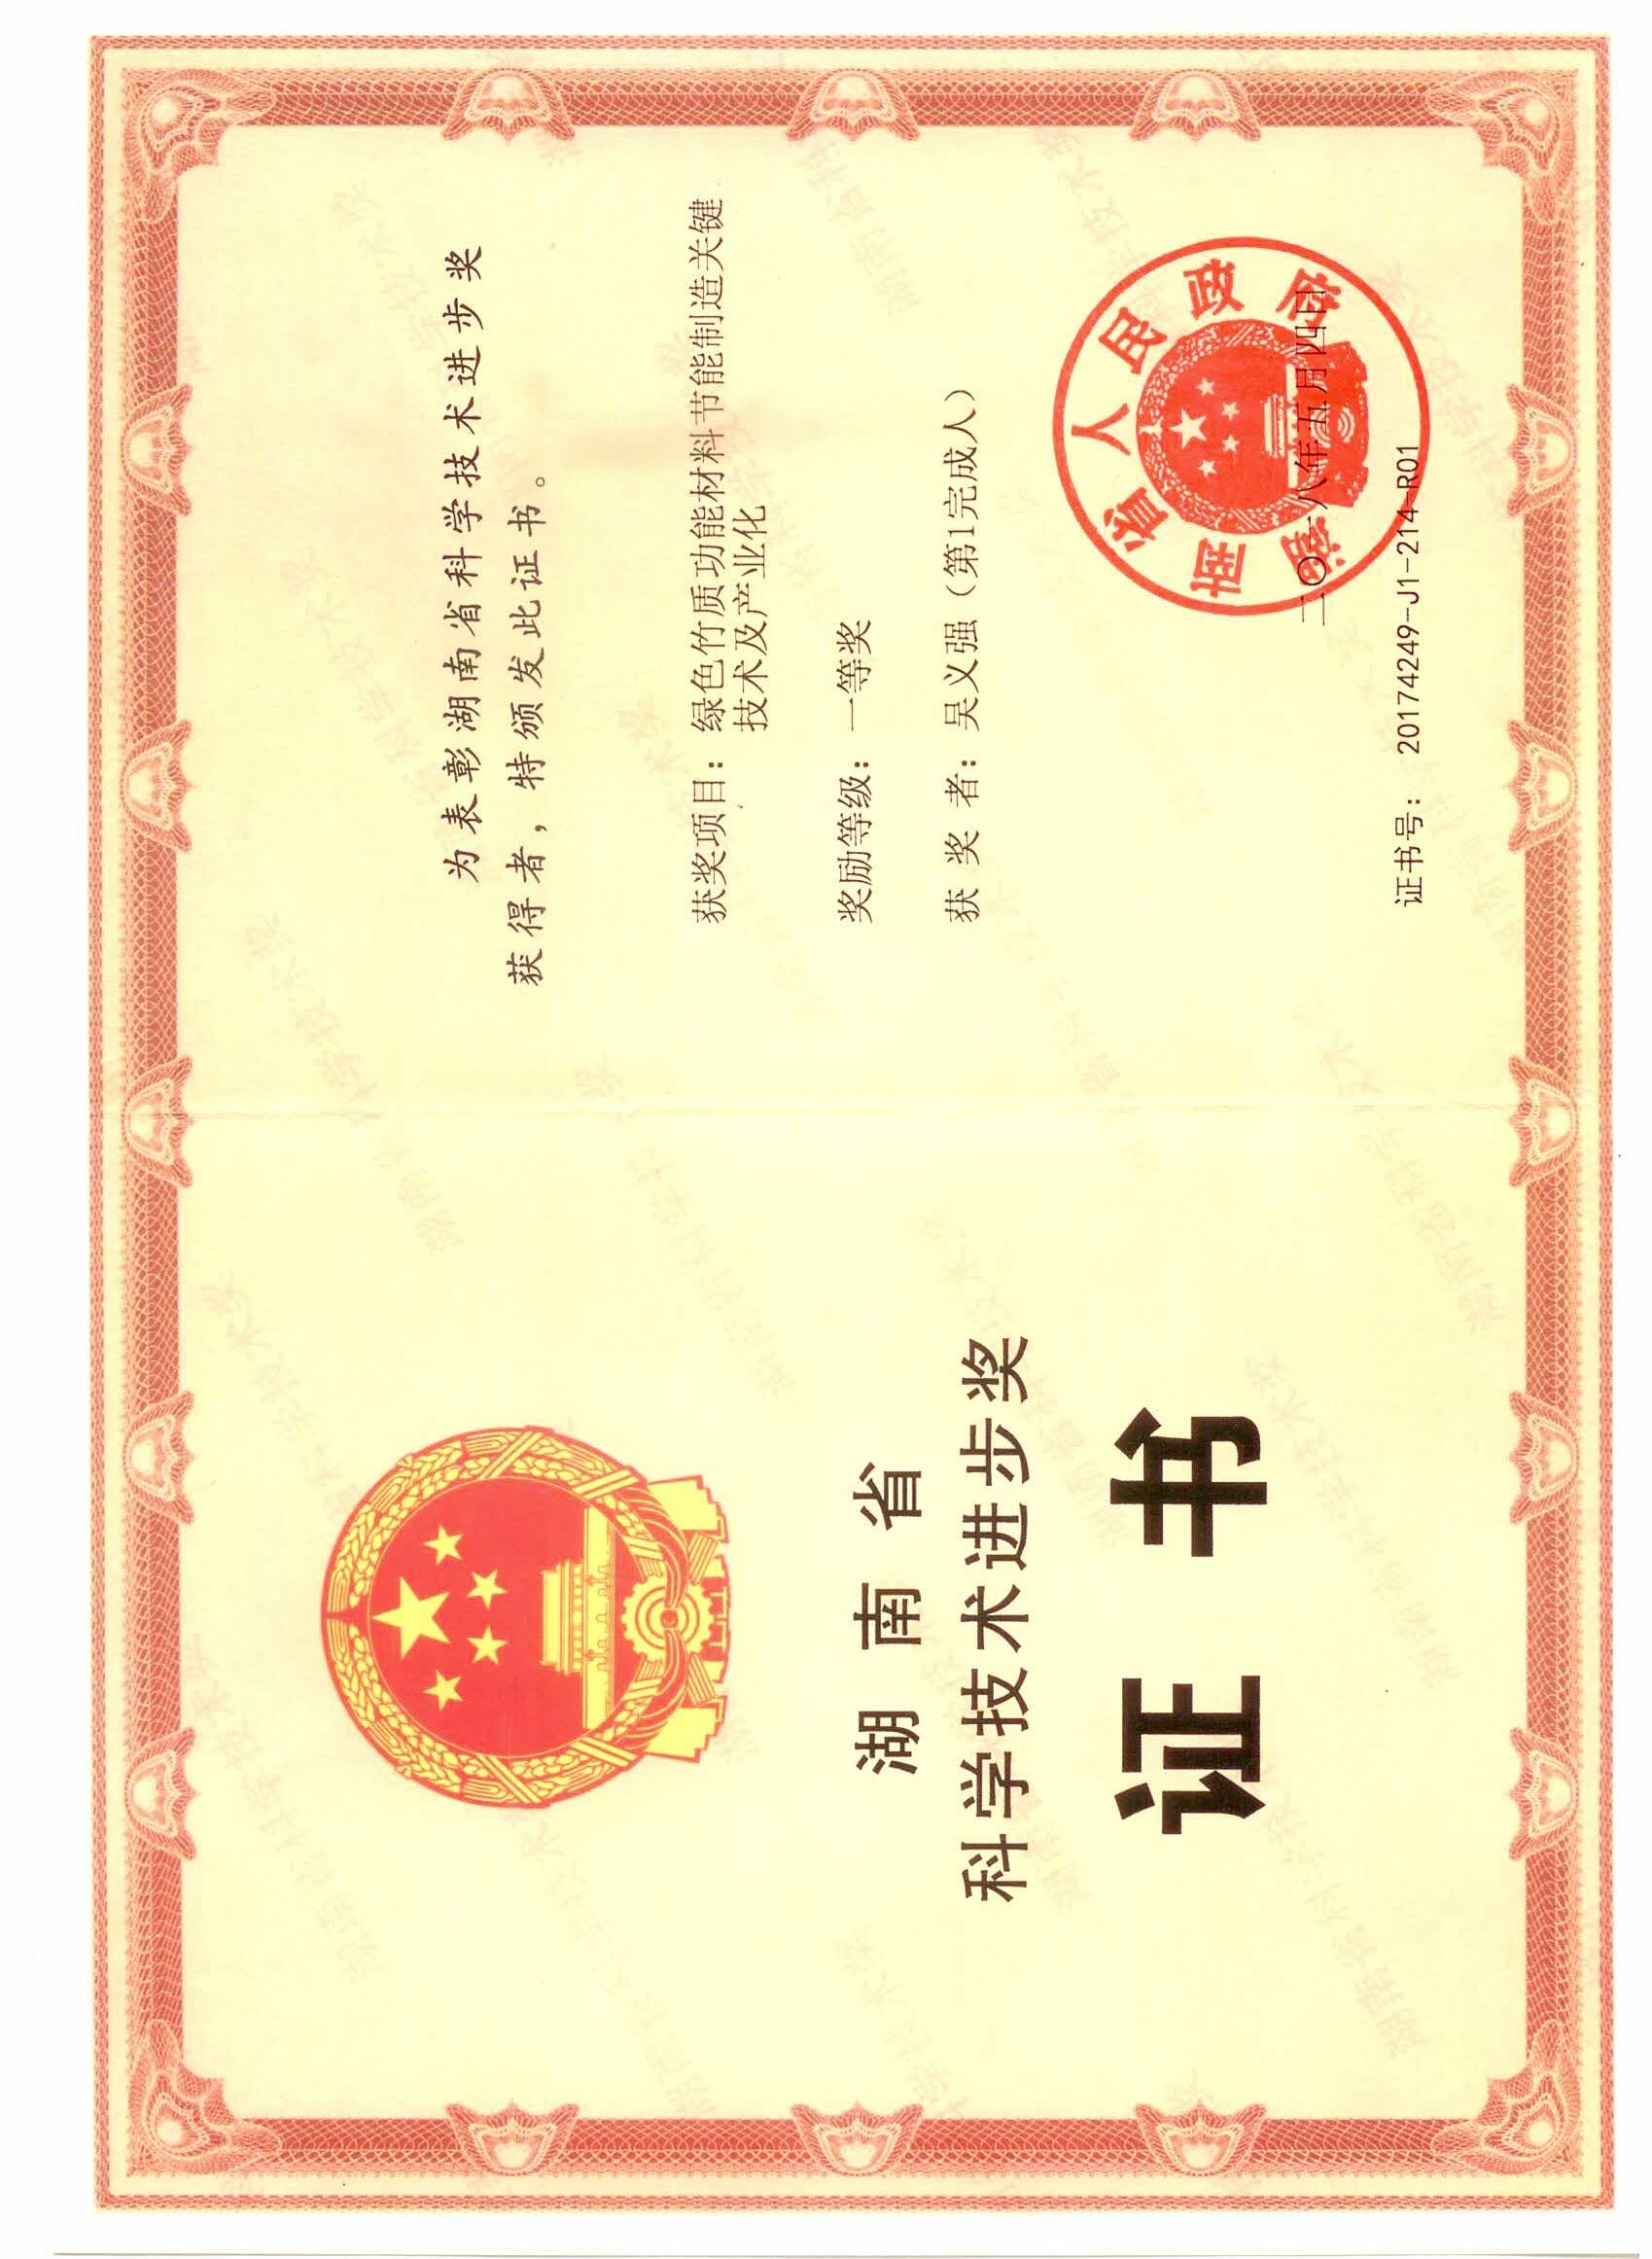 湖南省
科学技术进步奖
证书
为表彰湖南省科学技术进步奖
获得者，特颁发此证书。
获奖项目：绿色竹质功能材料节能制造关键
技术及产业化
奖励等级：一等奖
获奖者：吴义强（第1完成人）
湖南省人民政府
二〇一八年五月四日
证书号：20174249-J1-214-R01